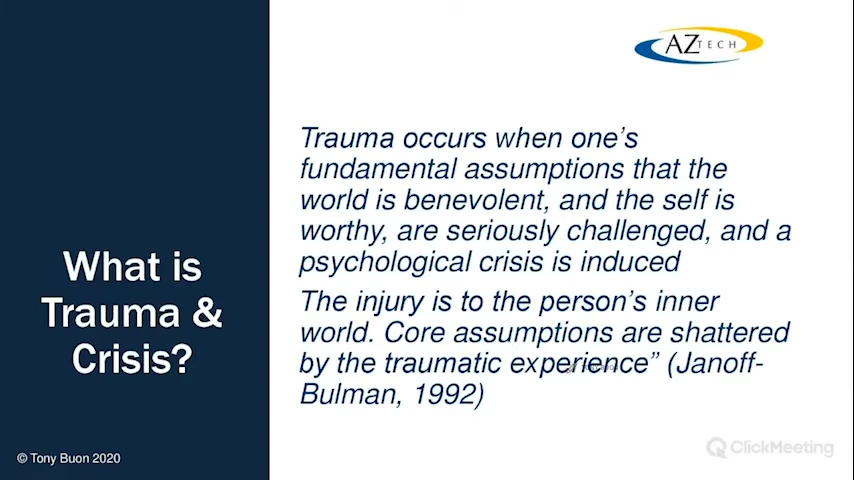 AZTECH
Trauma occurs when one’s
fundamental assumptions that the
world is benevolent, and the self is
worthy, are seriously challenged, and a
psychological crisis is induced
The injury is to the person’s inner
world. Core assumptions are shattered
by the traumatic experience” (Janoff-
Bulman, 1992)
What is
Trauma &
Crisis?
© Tony Buon 2020
ClickMeeting